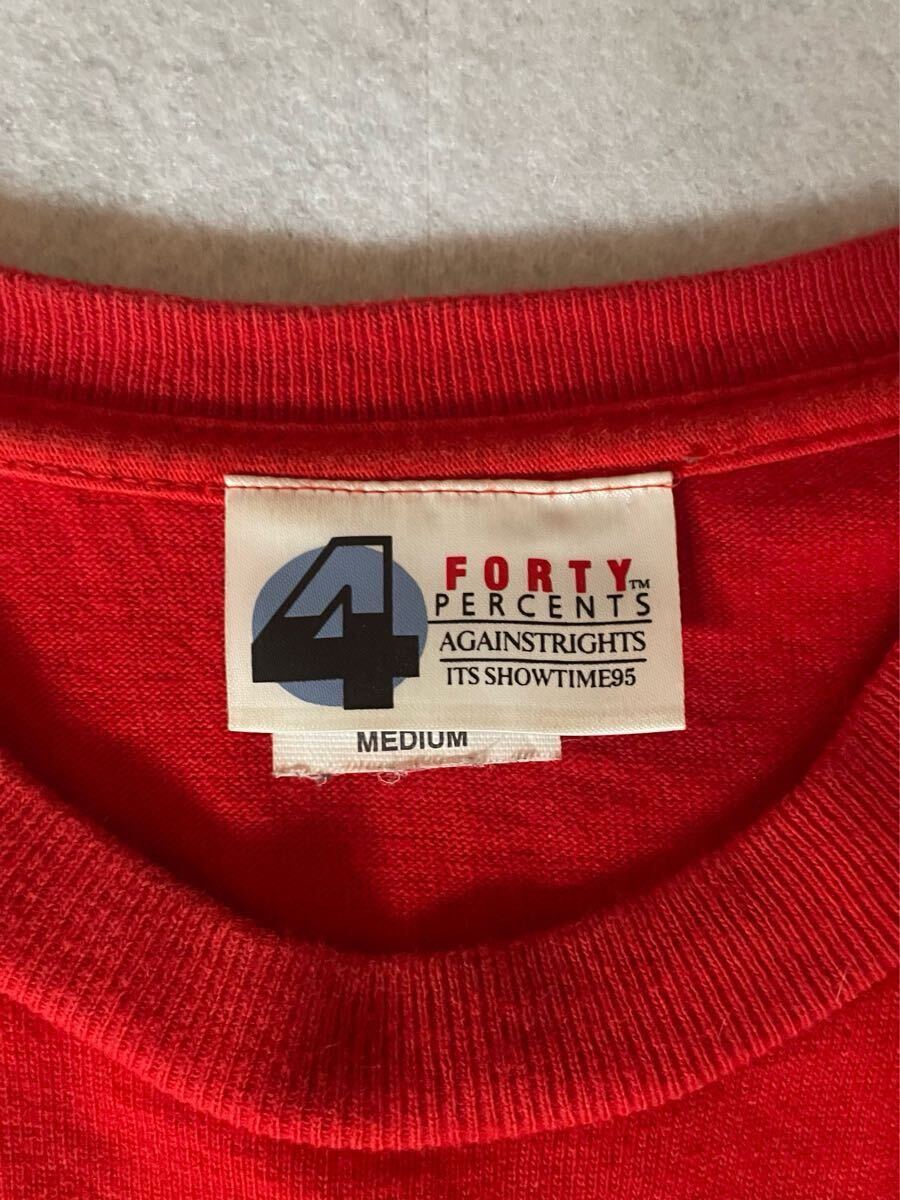 4
FORTY™
PERCENTS
AGAINSTRIGHTS
ITS SHOWTIME95
MEDIUM